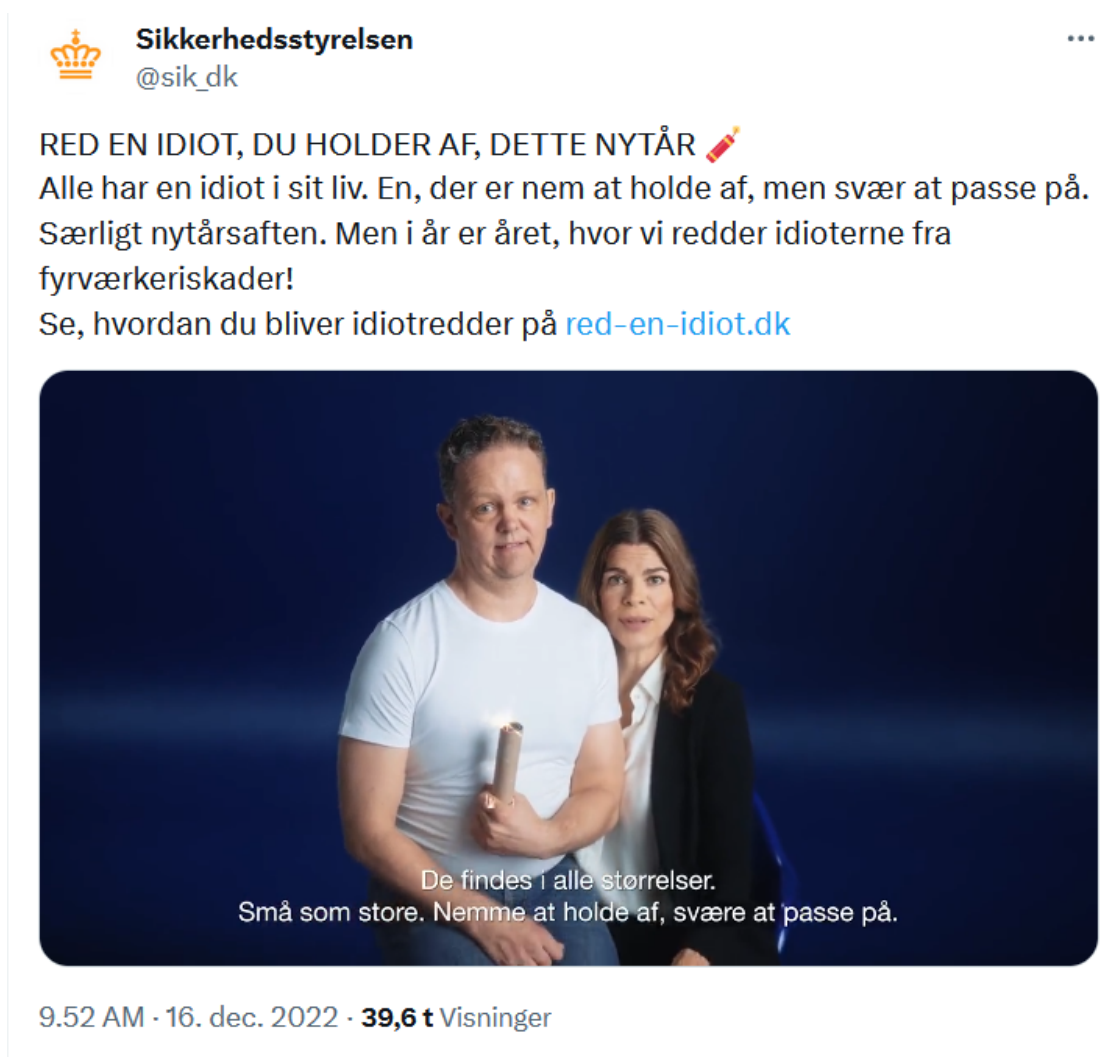 Sikkerhedsstyrelsen
@sik_dk
RED EN IDIOT, DU HOLDER AF, DETTE NYTÅR 🧨
Alle har en idiot i sit liv. En, der er nem at holde af, men svær at passe på.
Særligt nytårsaften. Men i år er året, hvor vi redder idioterne fra
fyrværkeriskader!
Se, hvordan du bliver idiotredder på red-en-idiot.dk
De findes i alle størrelser.
Små som store. Nemme at holde af, svære at passe på.
9.52 AM · 16. dec. 2022 · 39,6 t Visninger